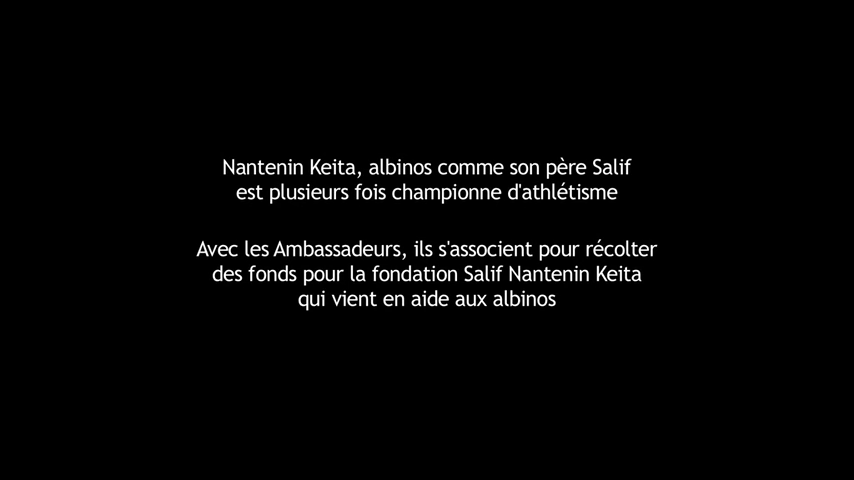 Nantenin Keita, albinos comme son père Salif
est plusieurs fois championne d'athlétisme
Avec les Ambassadeurs, ils s'associent pour récolter
des fonds pour la fondation Salif Nantenin Keita
qui vient en aide aux albinos